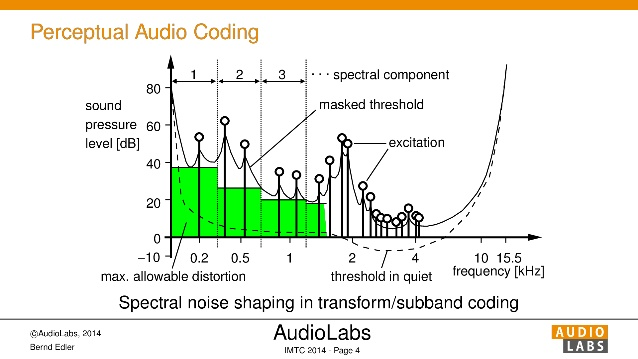 Perceptual Audio Coding
1 2 3 · · · spectral component
80
sound
pressure
level [dB]
masked threshold
60
excitation
40
20
0
−10 0.2 0.5 1 2 4 10 15.5
frequency [kHz]
max. allowable distortion
threshold in quiet
Spectral noise shaping in transform/subband coding
©AudioLabs, 2014
Bernd Edler
AudioLabs
IMTC 2014 - Page 4
AUDIO
LABS